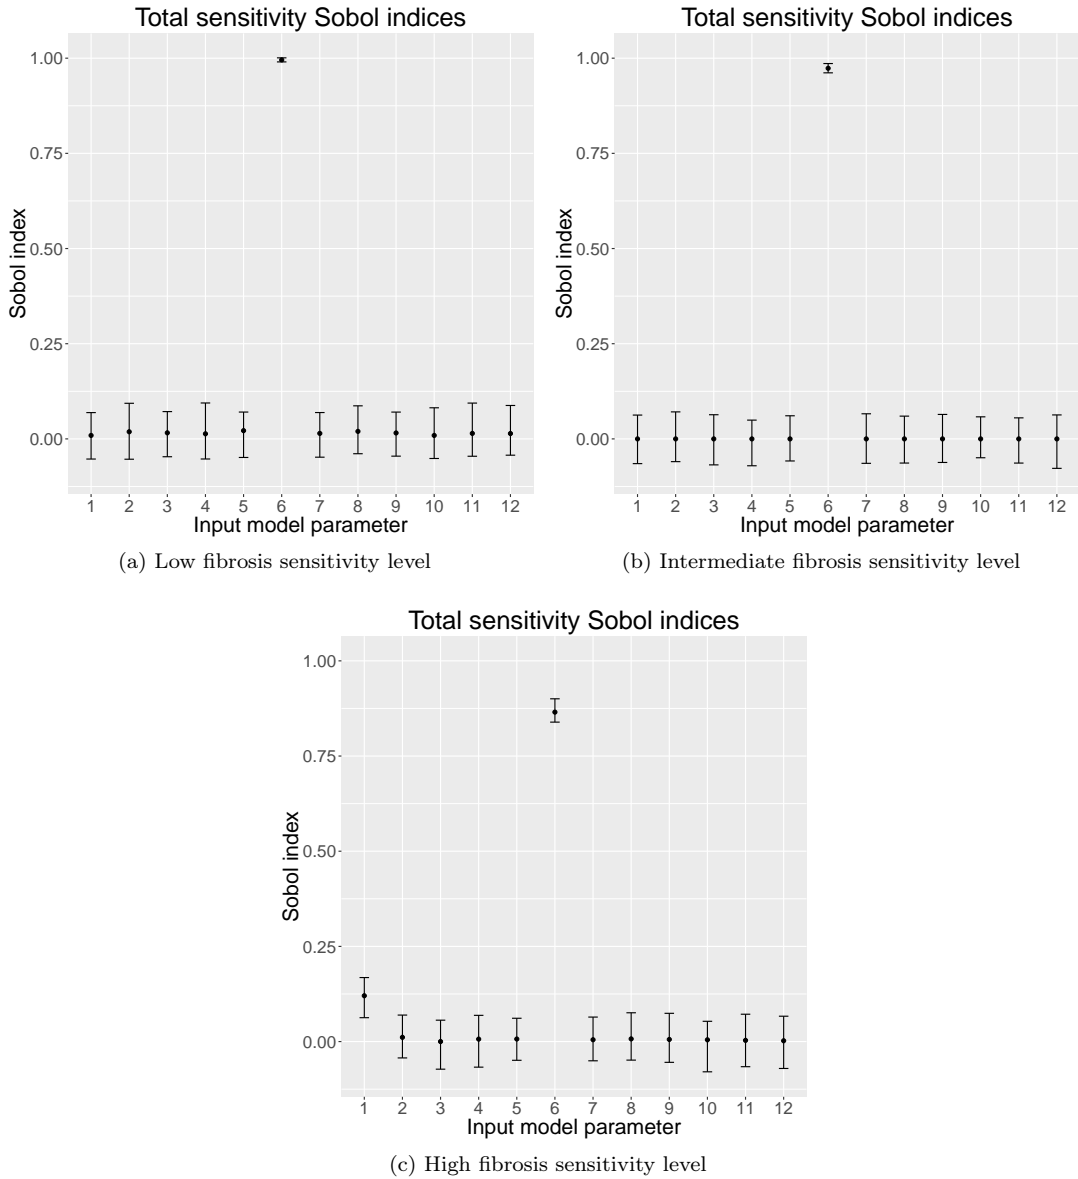 Total sensitivity Sobol indices
1.00
0.75
0.50
0.25
0.00
Sobol index
1 2 3 4 5 6 7 8 9 10 11 12
Input model parameter
(a) Low fibrosis sensitivity level
Total sensitivity Sobol indices
1.00
0.75
0.50
0.25
0.00
Sobol index
1 2 3 4 5 6 7 8 9 10 11 12
Input model parameter
(b) Intermediate fibrosis sensitivity level
Total sensitivity Sobol indices
1.00
0.75
0.50
0.25
0.00
Sobol index
1 2 3 4 5 6 7 8 9 10 11 12
Input model parameter
(c) High fibrosis sensitivity level